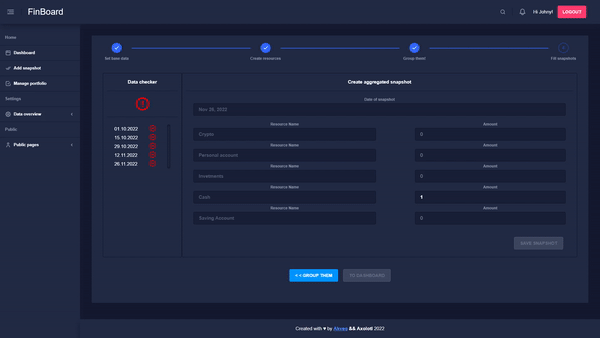 FinBoard
Hi Johny!
LOGOUT
Home
Dashboard
Add snapshot
Manage portfolio
Settings
Data overview
Public
Public pages
Set base data
Create resources
Group them!
Fill snapshots
Data checker
01.10.2022
15.10.2022
29.10.2022
12.11.2022
26.11.2022
Create aggregated snapshot
Date of snapshot
Nov 26, 2022
Resource Name Amount
Crypto 0
Resource Name Amount
Personal account 0
Resource Name Amount
Investments 0
Resource Name Amount
Cash 1
Resource Name Amount
Saving Account 0
SAVE SNAPSHOT
< < GROUP THEM
TO DASHBOARD
Created with ♥ by Akves && Axolotl 2022